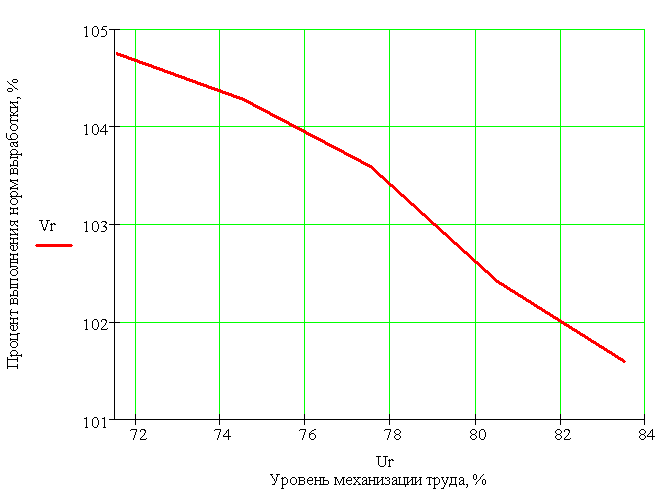 105
104
103
102
101
Процент выполнения норм выработки, %
Vr
72 74 76 78 80 82 84
Ur
Уровень механизации труда, %